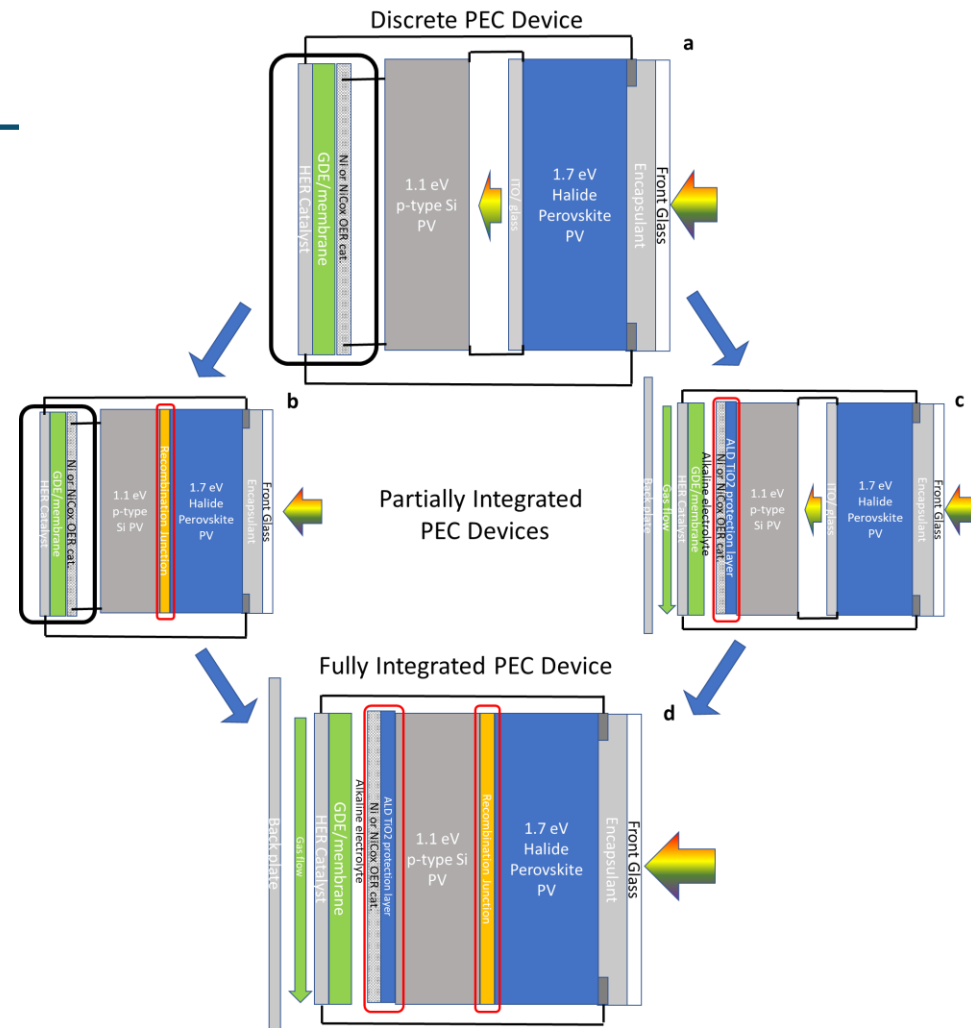 Discrete PEC Device
a
HER Catalyst
GDE/membrane
Ni or NiCox OER cat.
1.1 eV
p-type Si
PV
ITO/ glass
1.7 eV
Halide
Perovskite
PV
Encapsulant
Front Glass
b
HER Catalyst
GDE/membrane
Ni or NiCox OER cat.
1.1 eV
p-type
Si PV
Recombination Junction
1.7 eV
Halide
Perovskite
PV
Encapsulant
Front Glass
Partially Integrated
PEC Devices
c
Back plate
Gas flow
HER Catalyst
GDE/membrane
Alkaline electrolyte
Ni or NiCox OER cat.
ALD TiO2 protection layer
1.1 eV
p-type Si
PV
ITO/ glass
1.7 eV
Halide
Perovskite
PV
Encapsulant
Front Glass
Fully Integrated PEC Device
d
Back plate
Gas flow
HER Catalyst
GDE/membrane
Alkaline electrolyte
Ni or NiCox OER cat.
ALD TiO2 protection layer
1.1 eV
p-type Si
PV
Recombination Junction
1.7 eV
Halide
Perovskite
PV
Encapsulant
Front Glass